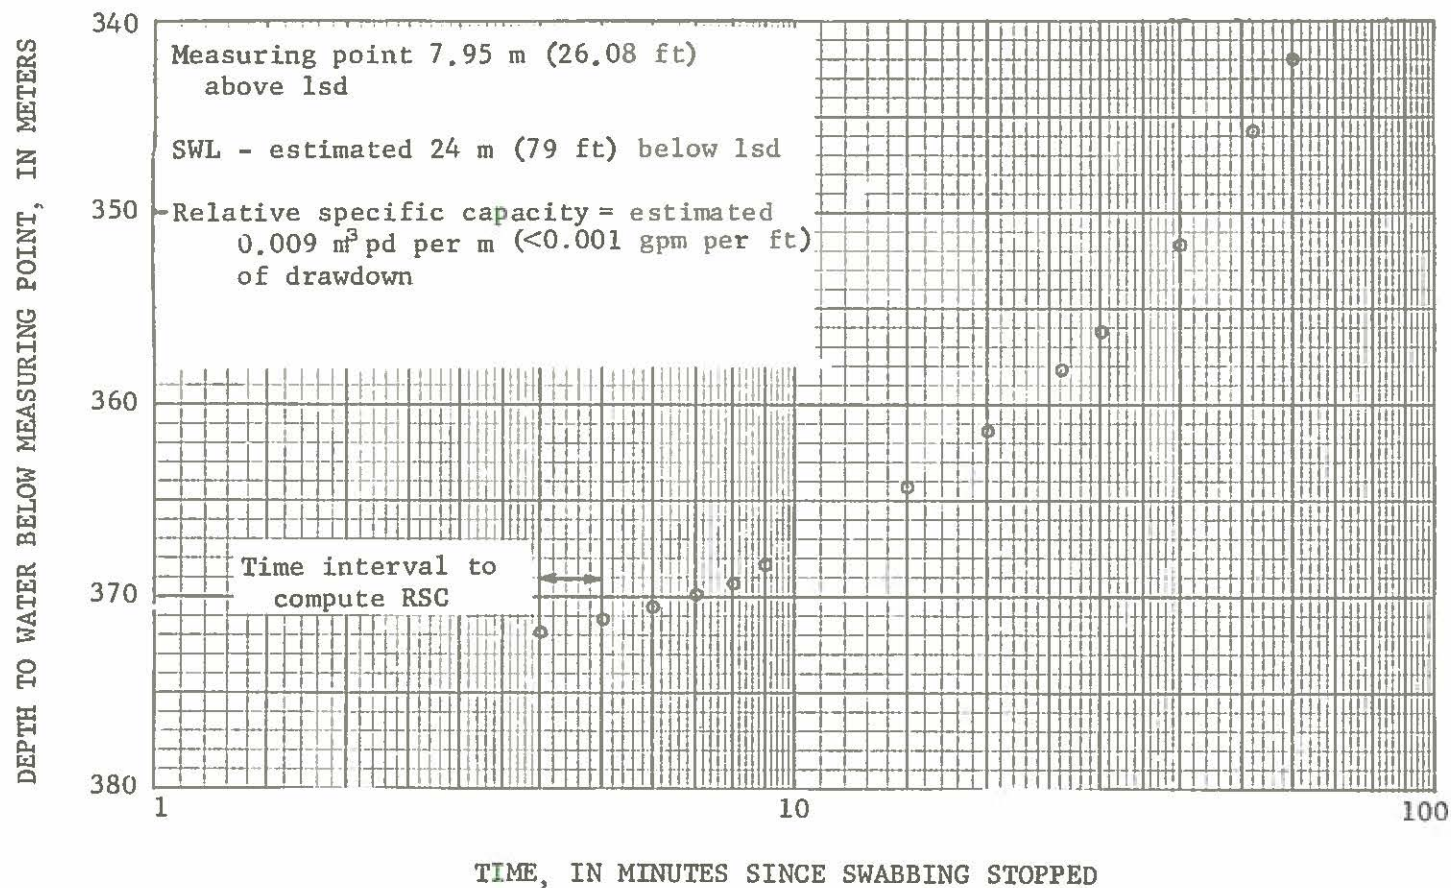 DEPTH TO WATER BELOW MEASURING POINT, IN METERS
340
350
360
370
380
Measuring point 7.95 m (26.08 ft)
above lsd
SWL - estimated 24 m (79 ft) below lsd
Relative specific capacity = estimated
0.009 m³ pd per m (<0.001 gpm per ft)
of drawdown
Time interval to
compute RSC
1
10
100
TIME, IN MINUTES SINCE SWABBING STOPPED